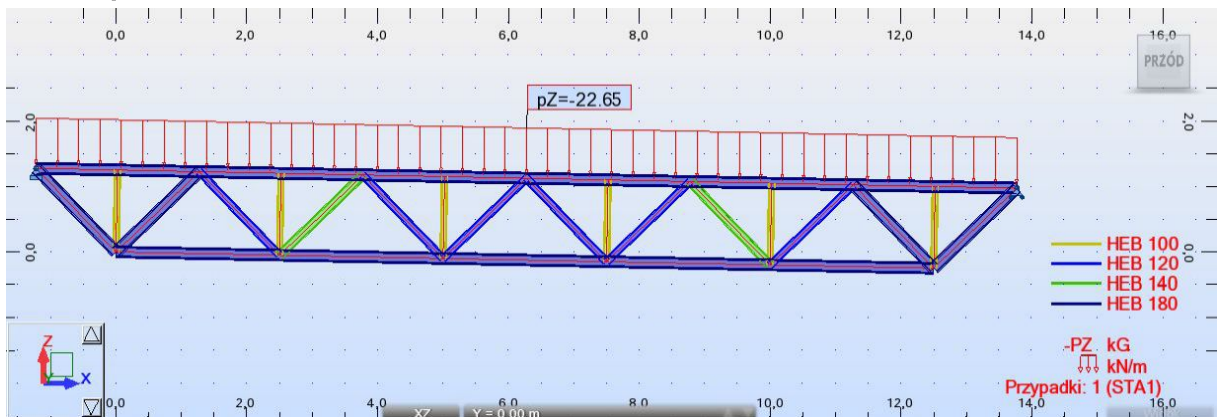 0,0 2,0 4,0 6,0 8,0 10,0 12,0 14,0 16,0
PRZÓD
pZ=-22.65
2,0
2,0
0,0
0,0
HEB 100
HEB 120
HEB 140
HEB 180
-PZ kG
kN/m
Przypadki: 1 (STA1)
Z
Y X
0,0 2,0 4,0 6,0 8,0 10,0 12,0 14,0 16,0
XZ Y = 0,00 m